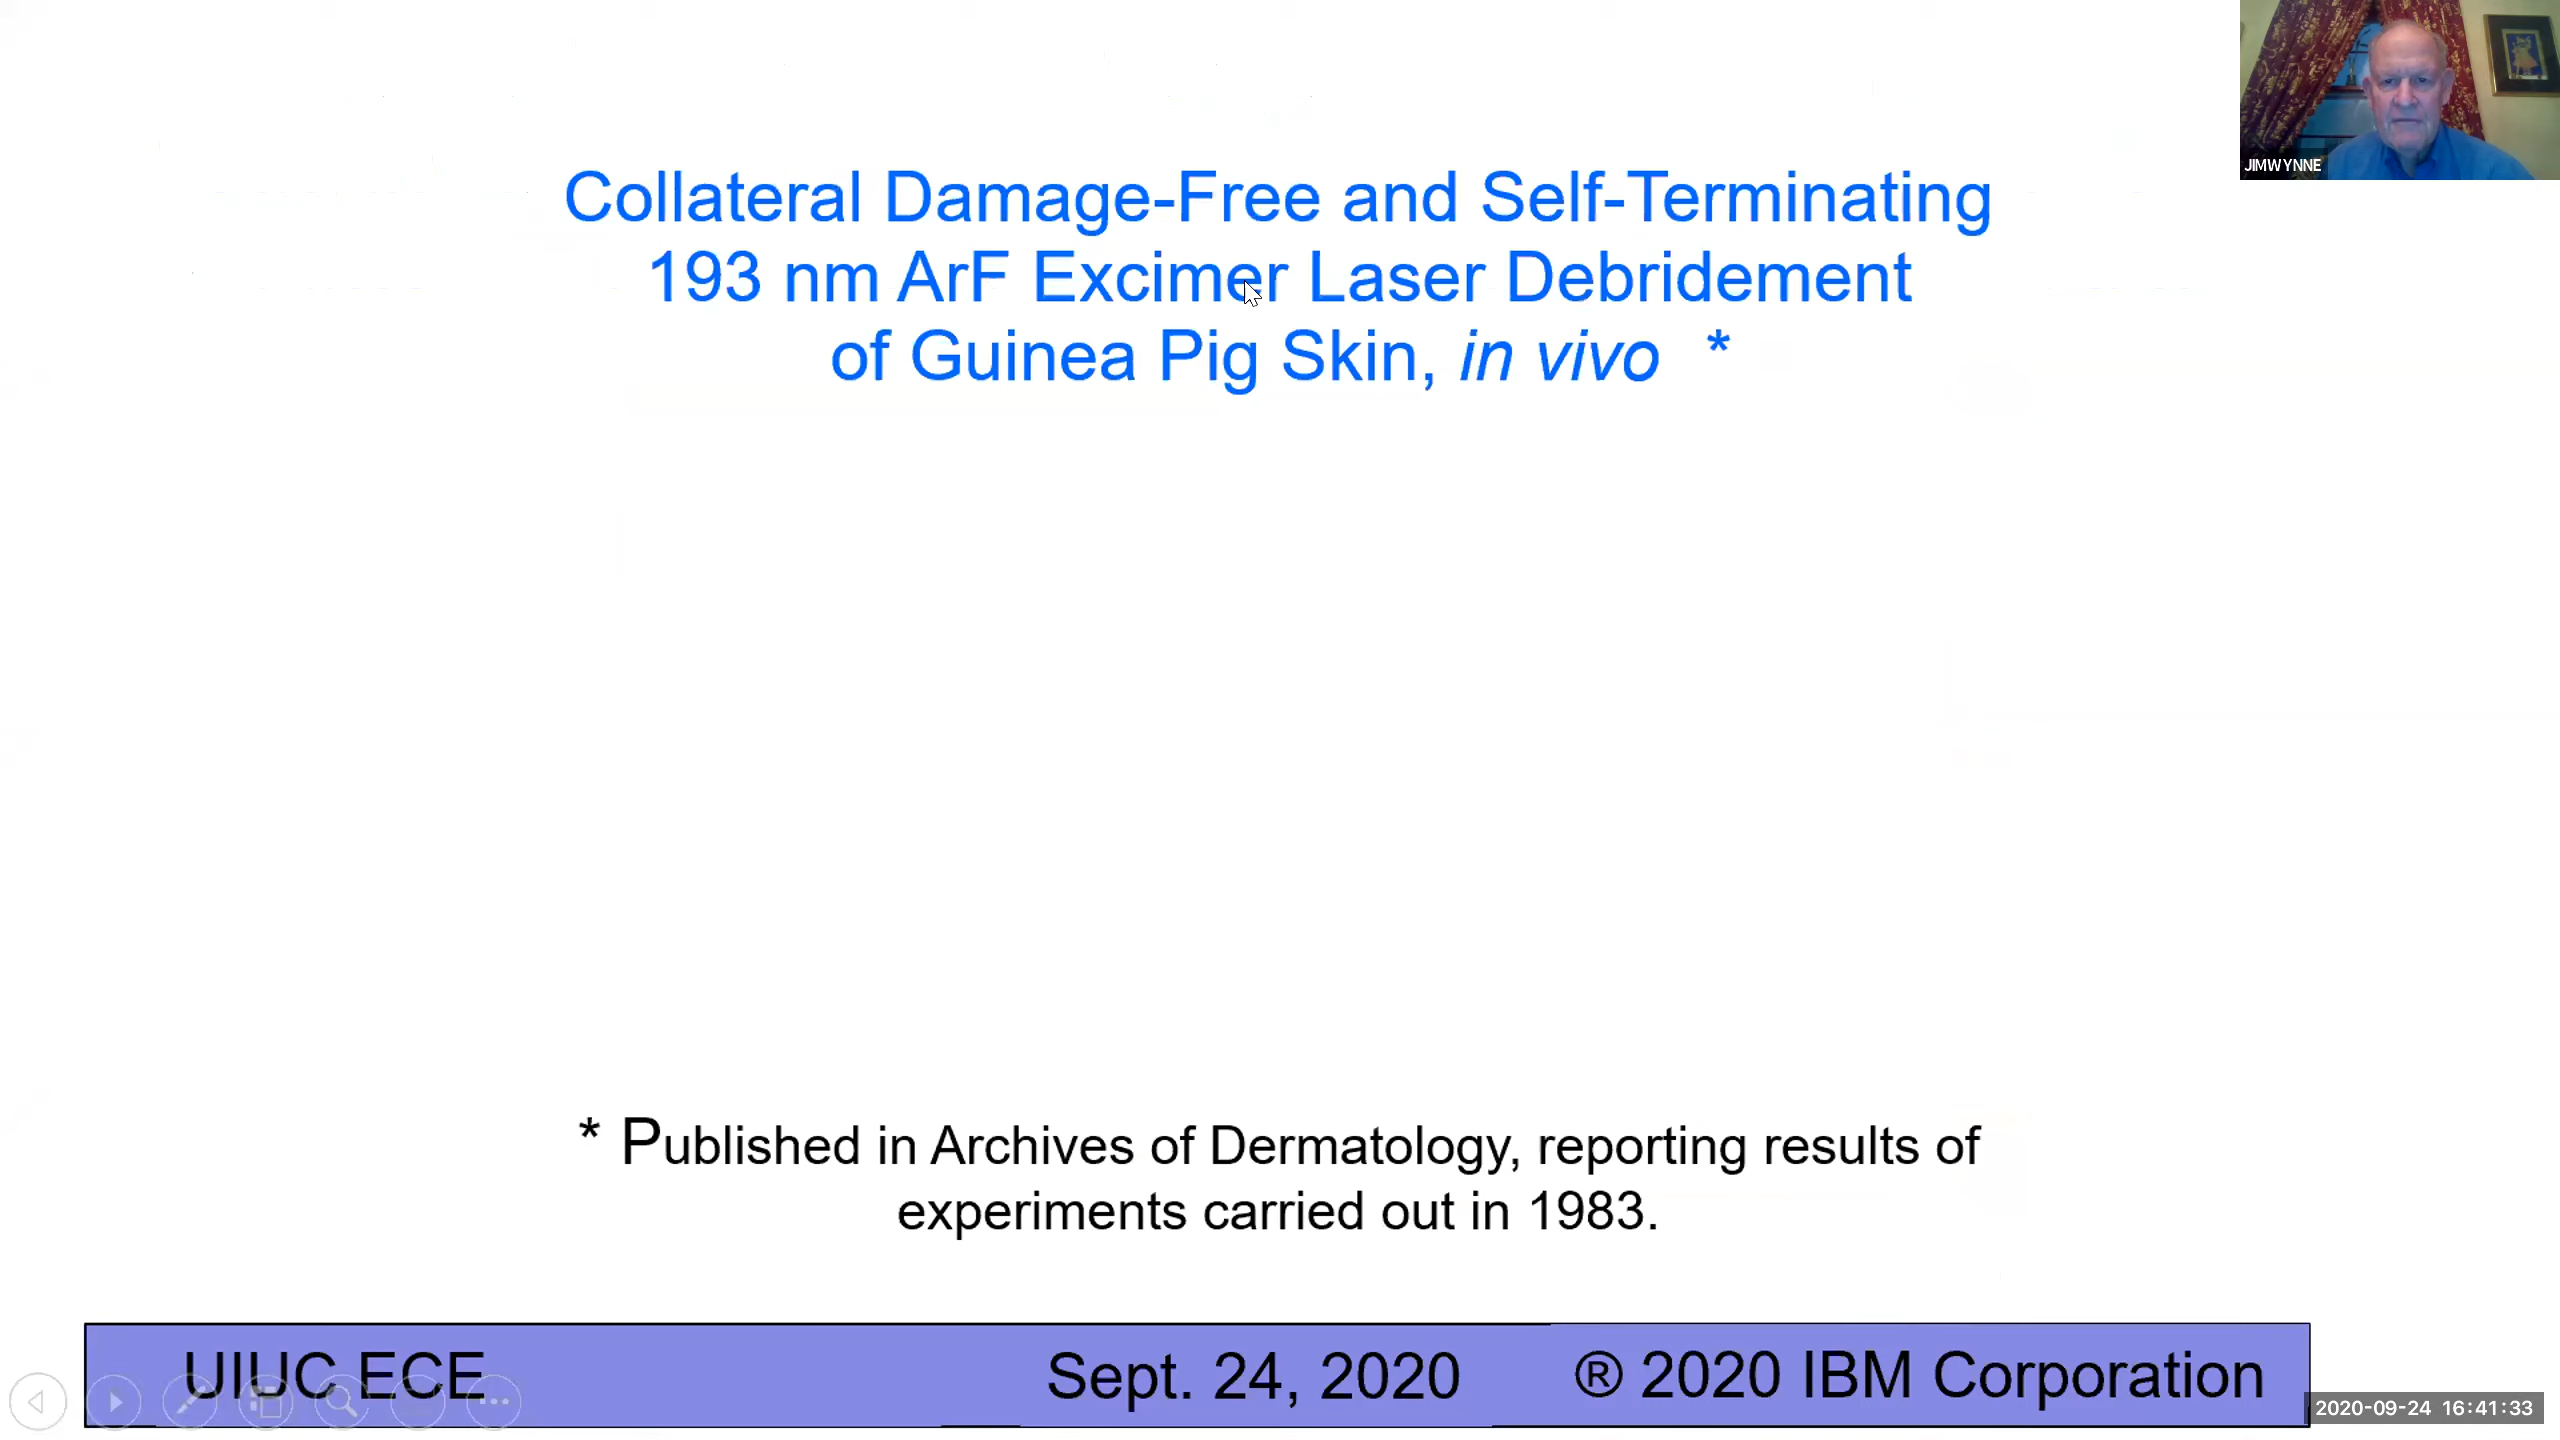 JIMWYNNE
Collateral Damage-Free and Self-Terminating
193 nm ArF Excimer Laser Debridement
of Guinea Pig Skin, in vivo *
* Published in Archives of Dermatology, reporting results of
experiments carried out in 1983.
UIUC ECE Sept. 24, 2020 ® 2020 IBM Corporation
2020-09-24 16:41:33